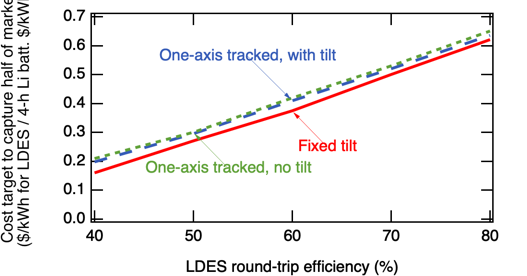 Cost target to capture half of marke
($/kWh for LDES / 4-h Li batt. $/kW
0.7
0.6
0.5
0.4
0.3
0.2
0.1
0.0
One-axis tracked, with tilt
Fixed tilt
One-axis tracked, no tilt
40
50
60
70
80
LDES round-trip efficiency (%)